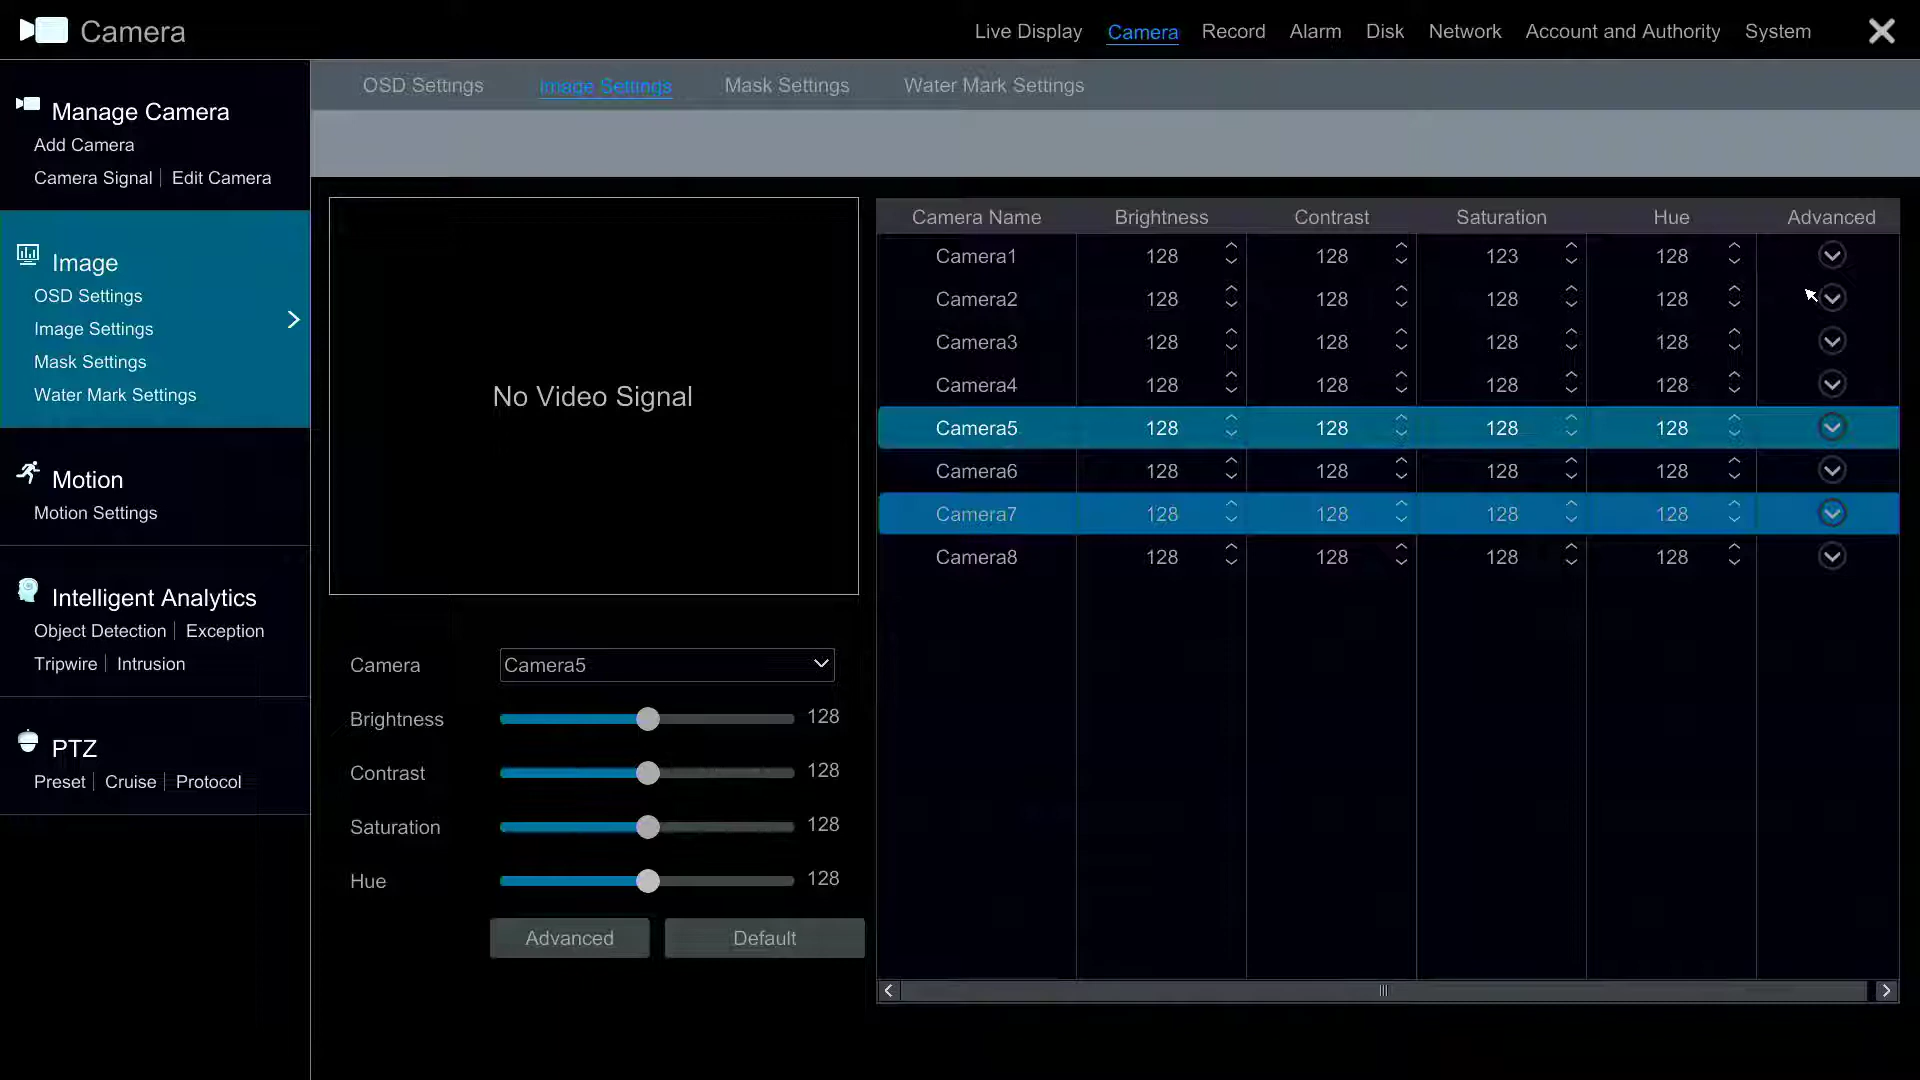 Camera
Live Display Camera Record Alarm Disk Network Account and Authority System
OSD Settings Image Settings Mask Settings Water Mark Settings
Manage Camera
Add Camera
Camera Signal | Edit Camera
Image
OSD Settings
Image Settings
Mask Settings
Water Mark Settings
Motion
Motion Settings
Intelligent Analytics
Object Detection | Exception
Tripwire | Intrusion
PTZ
Preset | Cruise | Protocol
No Video Signal
Camera Camera5
Brightness 128
Contrast 128
Saturation 128
Hue 128
Advanced Default
Camera Name Brightness Contrast Saturation Hue Advanced
Camera1 128 128 123 128
Camera2 128 128 128 128
Camera3 128 128 128 128
Camera4 128 128 128 128
Camera5 128 128 128 128
Camera6 128 128 128 128
Camera7 128 128 128 128
Camera8 128 128 128 128